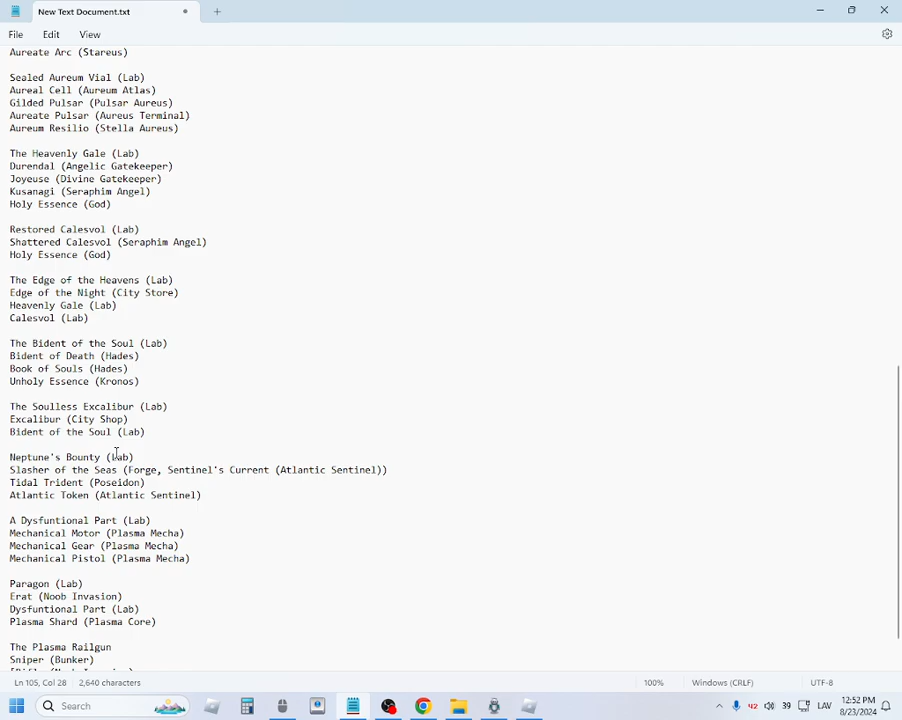 New Text Document.txt
File Edit View
Aureate Arc (Stareus)
Sealed Aureum Vial (Lab)
Aureal Cell (Aureum Atlas)
Gilded Pulsar (Pulsar Aureus)
Aureate Pulsar (Aureus Terminal)
Aureum Resilio (Stella Aureus)
The Heavenly Gale (Lab)
Durendal (Angelic Gatekeeper)
Joyeuse (Divine Gatekeeper)
Kusanagi (Seraphim Angel)
Holy Essence (God)
Restored Calesvol (Lab)
Shattered Calesvol (Seraphim Angel)
Holy Essence (God)
The Edge of the Heavens (Lab)
Edge of the Night (City Store)
Heavenly Gale (Lab)
Calesvol (Lab)
The Bident of the Soul (Lab)
Bident of Death (Hades)
Book of Souls (Hades)
Unholy Essence (Kronos)
The Soulless Excalibur (Lab)
Excalibur (City Shop)
Bident of the Soul (Lab)
Neptune's Bounty (Lab)
Slasher of the Seas (Forge, Sentinel's Current (Atlantic Sentinel))
Tidal Trident (Poseidon)
Atlantic Token (Atlantic Sentinel)
A Dysfuntional Part (Lab)
Mechanical Motor (Plasma Mecha)
Mechanical Gear (Plasma Mecha)
Mechanical Pistol (Plasma Mecha)
Paragon (Lab)
Erat (Noob Invasion)
Dysfuntional Part (Lab)
Plasma Shard (Plasma Core)
The Plasma Railgun
Sniper (Bunker)
Ln 105, Col 28 2,640 characters 100% Windows (CRLF) UTF-8
Search 42 39 LAV 12:52 PM
8/23/2024